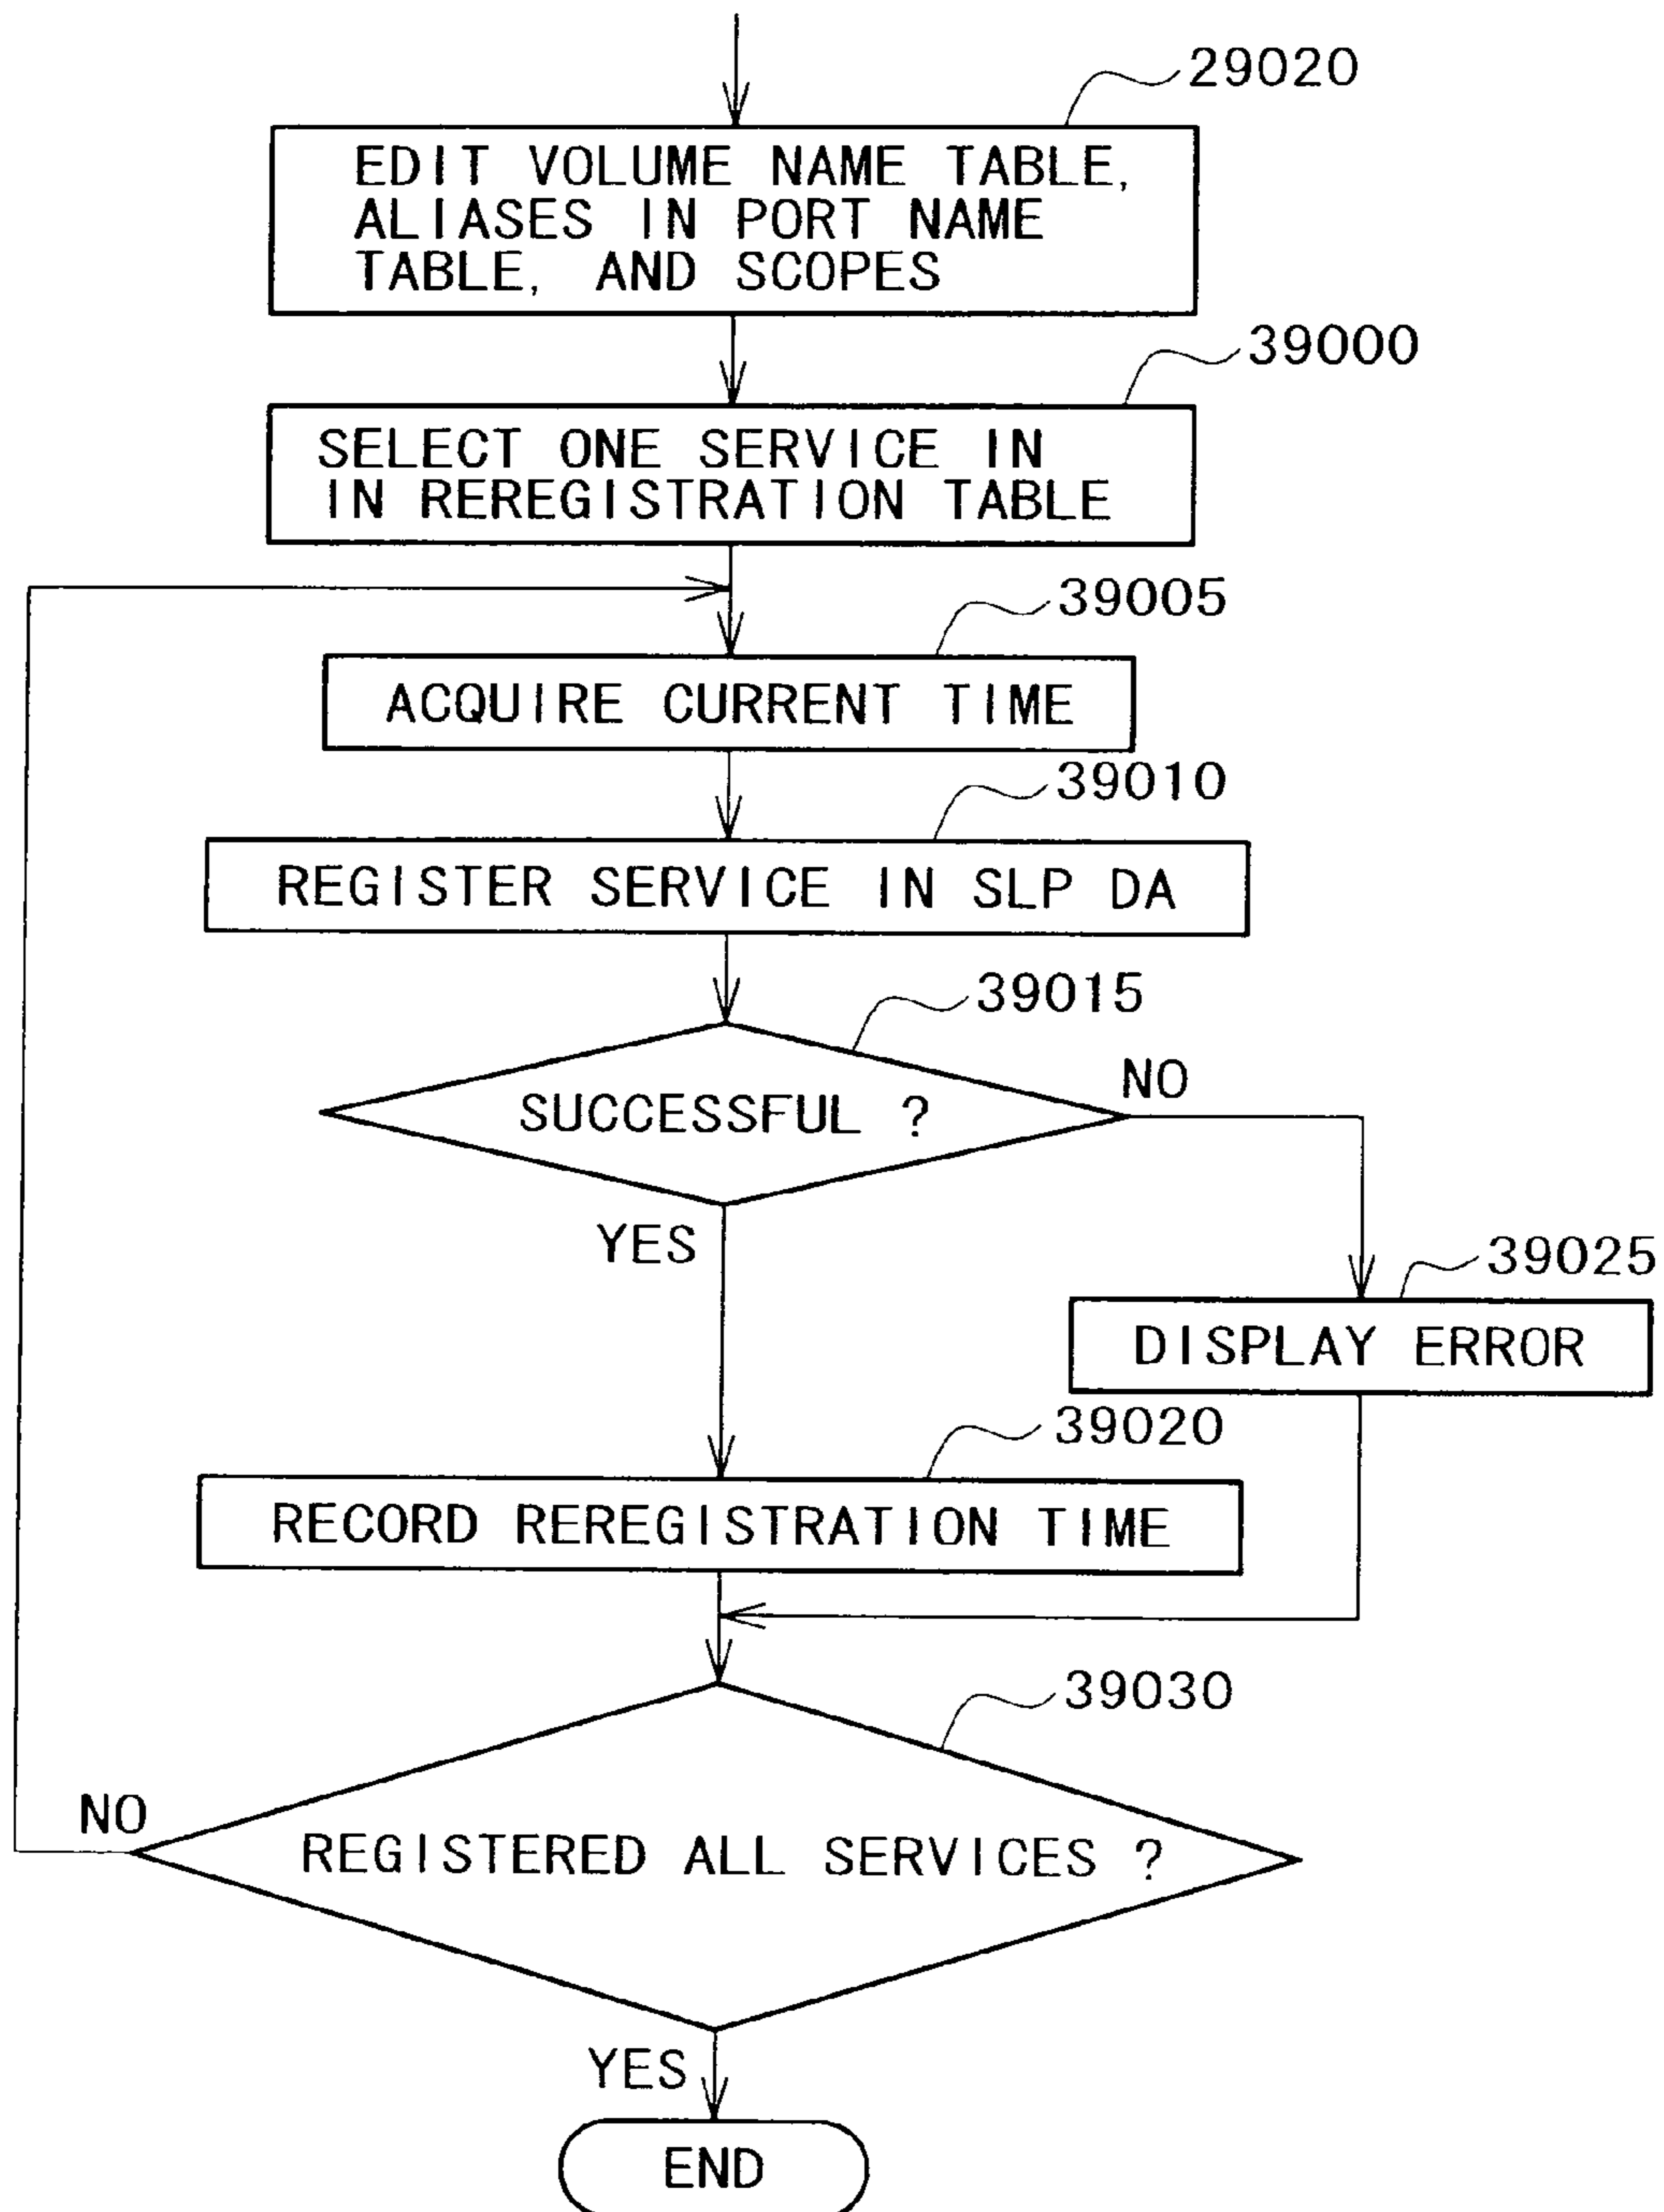 29020
EDIT VOLUME NAME TABLE,
ALIASES IN PORT NAME
TABLE, AND SCOPES
39000
SELECT ONE SERVICE IN
IN REREGISTRATION TABLE
39005
ACQUIRE CURRENT TIME
39010
REGISTER SERVICE IN SLP DA
39015
SUCCESSFUL ?
NO
YES
39025
DISPLAY ERROR
39020
RECORD REREGISTRATION TIME
39030
REGISTERED ALL SERVICES ?
NO
YES
END